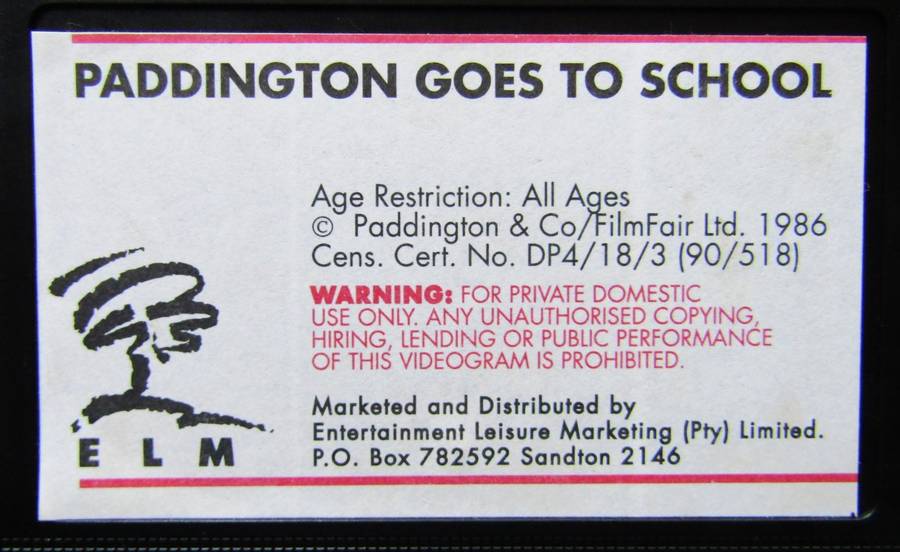 PADDINGTON GOES TO SCHOOL
Age Restriction: All Ages
© Paddington & Co/FilmFair Ltd. 1986
Cens. Cert. No. DP4/18/3 (90/518)
WARNING: FOR PRIVATE DOMESTIC
USE ONLY. ANY UNAUTHORISED COPYING,
HIRING, LENDING OR PUBLIC PERFORMANCE
OF THIS VIDEOGRAM IS PROHIBITED.
Marketed and Distributed by
Entertainment Leisure Marketing (Pty) Limited.
P.O. Box 782592 Sandton 2146
ELM